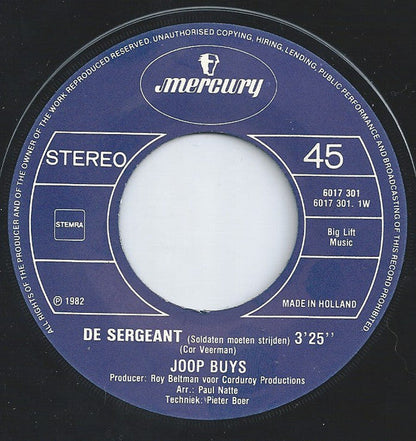 ALL RIGHTS OF THE PRODUCER AND OF THE OWNER OF THE WORK REPRODUCED RESERVED. UNAUTHORISED COPYING, HIRING, LENDING, PUBLIC PERFORMANCE AND BROADCASTING OF THIS RECORD PROHIBITED.
mercury
STEREO
45
6017 301
6017 301. 1W
STEMRA
Big Lift
Music
℗ 1982
MADE IN HOLLAND
DE SERGEANT (Soldaten moeten strijden) 3'25''
(Cor Veerman)
JOOP BUYS
Producer: Roy Beltman voor Corduroy Productions
Arr.: Paul Natte
Techniek: Pieter Boer